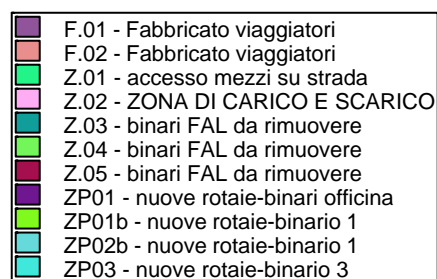 F.01 - Fabbricato viaggiatori
F.02 - Fabbricato viaggiatori
Z.01 - accesso mezzi su strada
Z.02 - ZONA DI CARICO E SCARICO
Z.03 - binari FAL da rimuovere
Z.04 - binari FAL da rimuovere
Z.05 - binari FAL da rimuovere
ZP01 - nuove rotaie-binari officina
ZP01b - nuove rotaie-binario 1
ZP02b - nuove rotaie-binario 1
ZP03 - nuove rotaie-binario 3